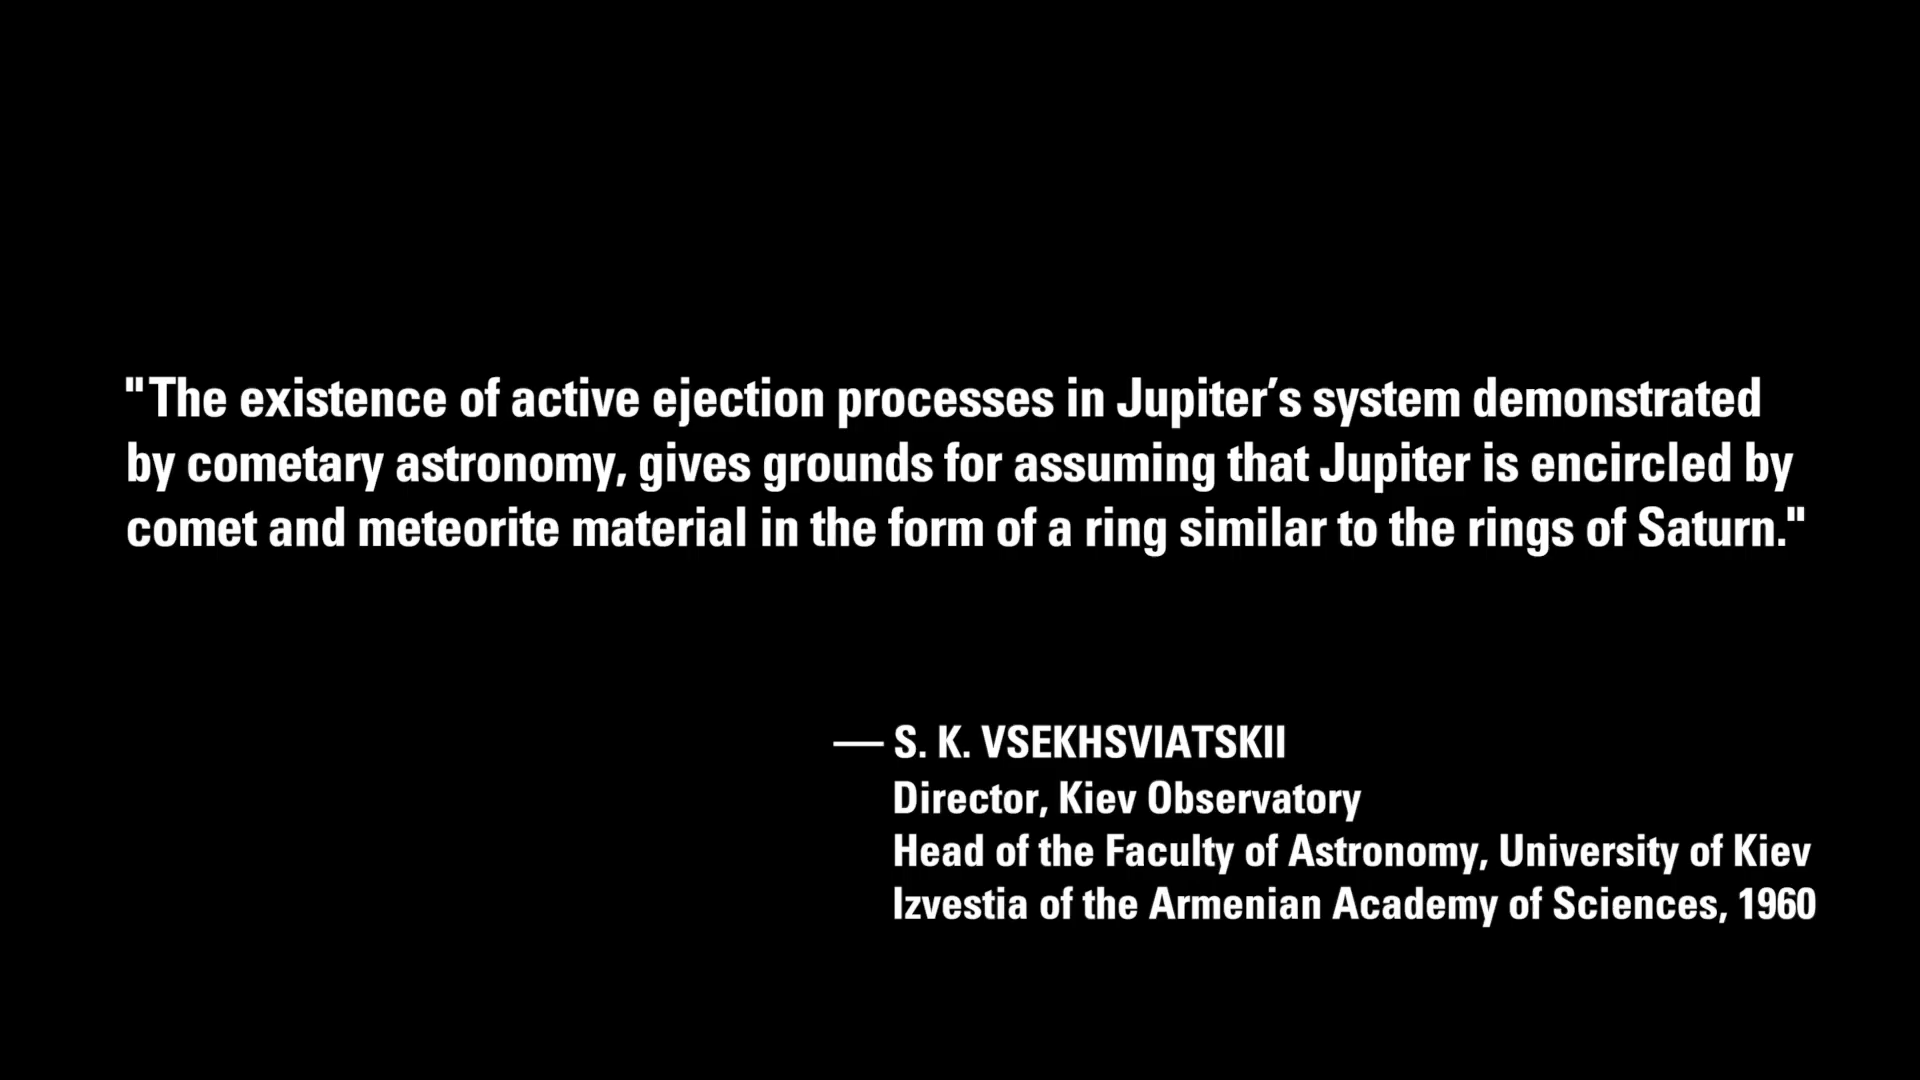 "The existence of active ejection processes in Jupiter’s system demonstrated
by cometary astronomy, gives grounds for assuming that Jupiter is encircled by
comet and meteorite material in the form of a ring similar to the rings of Saturn."
— S. K. VSEKHSVIATSKII
Director, Kiev Observatory
Head of the Faculty of Astronomy, University of Kiev
Izvestia of the Armenian Academy of Sciences, 1960